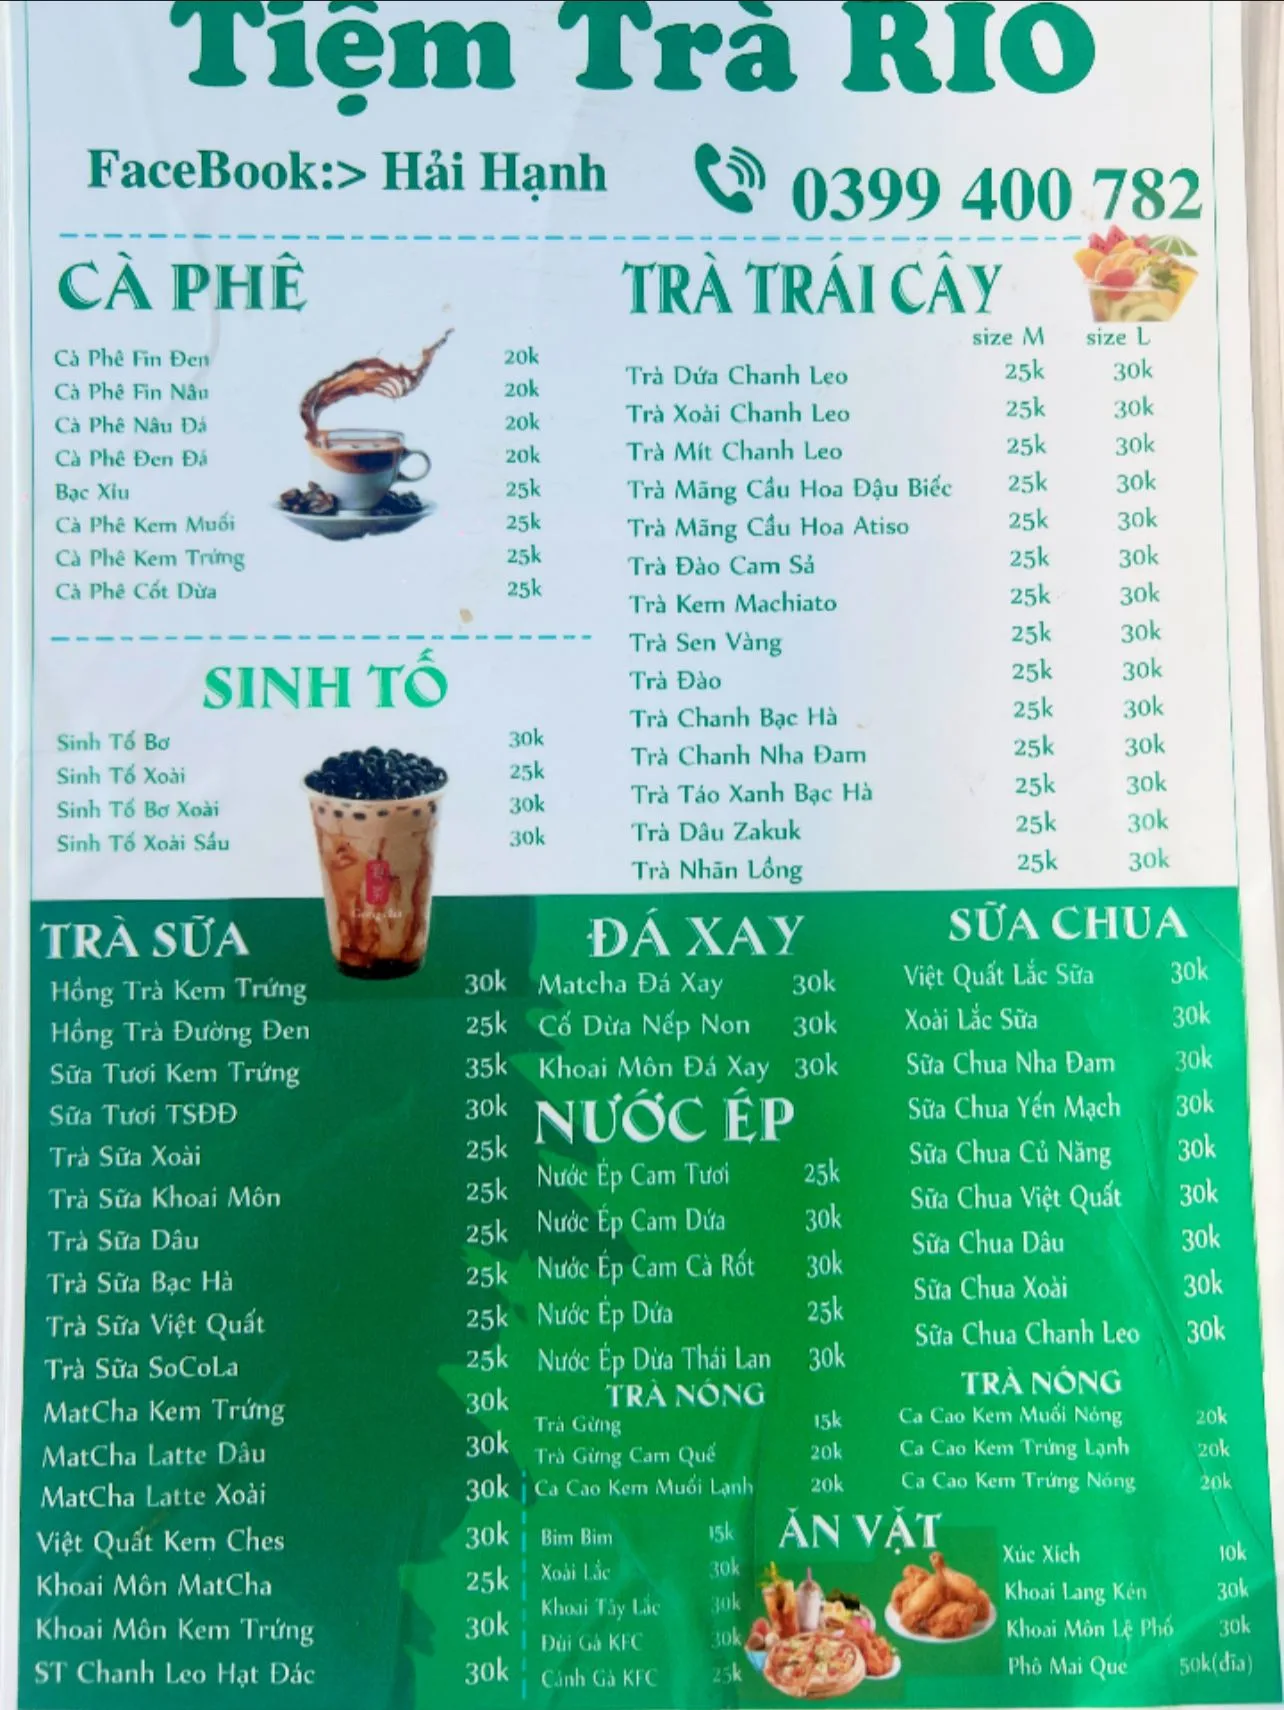 Tiệm Trà RIO
FaceBook:> Hải Hạnh
0399 400 782
CÀ PHÊ
Cà Phê Fin Đen 20k
Cà Phê Fin Nâu 20k
Cà Phê Nâu Đá 20k
Cà Phê Đen Đá 20k
Bạc Xỉu 25k
Cà Phê Kem Muối 25k
Cà Phê Kem Trứng 25k
Cà Phê Cốt Dừa 25k
SINH TỐ
Sinh Tố Bơ 30k
Sinh Tố Xoài 25k
Sinh Tố Bơ Xoài 30k
Sinh Tố Xoài Sầu 30k
TRÀ TRÁI CÂY
size M size L
Trà Dứa Chanh Leo 25k 30k
Trà Xoài Chanh Leo 25k 30k
Trà Mít Chanh Leo 25k 30k
Trà Mãng Cầu Hoa Đậu Biếc 25k 30k
Trà Mãng Cầu Hoa Atiso 25k 30k
Trà Đào Cam Sả 25k 30k
Trà Kem Machiato 25k 30k
Trà Sen Vàng 25k 30k
Trà Đào 25k 30k
Trà Chanh Bạc Hà 25k 30k
Trà Chanh Nha Đam 25k 30k
Trà Táo Xanh Bạc Hà 25k 30k
Trà Dâu Zakuk 25k 30k
Trà Nhãn Lồng 25k 30k
TRÀ SỮA
Hồng Trà Kem Trứng 30k
Hồng Trà Đường Đen 25k
Sữa Tươi Kem Trứng 35k
Sữa Tươi TSĐĐ 30k
Trà Sữa Xoài 25k
Trà Sữa Khoai Môn 25k
Trà Sữa Dâu 25k
Trà Sữa Bạc Hà 25k
Trà Sữa Việt Quất 25k
Trà Sữa SoCoLa 25k
MatCha Kem Trứng 30k
MatCha Latte Dâu 30k
MatCha Latte Xoài 30k
Việt Quất Kem Ches 30k
Khoai Môn MatCha 25k
Khoai Môn Kem Trứng 30k
ST Chanh Leo Hạt Đác 30k
ĐÁ XAY
Matcha Đá Xay 30k
Cố Dừa Nếp Non 30k
Khoai Môn Đá Xay 30k
NƯỚC ÉP
Nước Ép Cam Tươi 25k
Nước Ép Cam Dứa 30k
Nước Ép Cam Cà Rốt 30k
Nước Ép Dứa 25k
Nước Ép Dừa Thái Lan 30k
TRÀ NÓNG
Trà Gừng 15k
Trà Gừng Cam Quế 20k
Ca Cao Kem Muối Lạnh 20k
SỮA CHUA
Việt Quất Lắc Sữa 30k
Xoài Lắc Sữa 30k
Sữa Chua Nha Đam 30k
Sữa Chua Yến Mạch 30k
Sữa Chua Củ Năng 30k
Sữa Chua Việt Quất 30k
Sữa Chua Dâu 30k
Sữa Chua Xoài 30k
Sữa Chua Chanh Leo 30k
TRÀ NÓNG
Ca Cao Kem Muối Nóng 20k
Ca Cao Kem Trứng Lạnh 20k
Ca Cao Kem Trứng Nóng 20k
ĂN VẶT
Bim Bim 15k
Xoài Lắc 30k
Khoai Tây Lắc 30k
Đùi Gà KFC 30k
Cánh Gà KFC 25k
Xúc Xích 10k
Khoai Lang Kén 30k
Khoai Môn Lệ Phố 30k
Phô Mai Que 50k(đĩa)